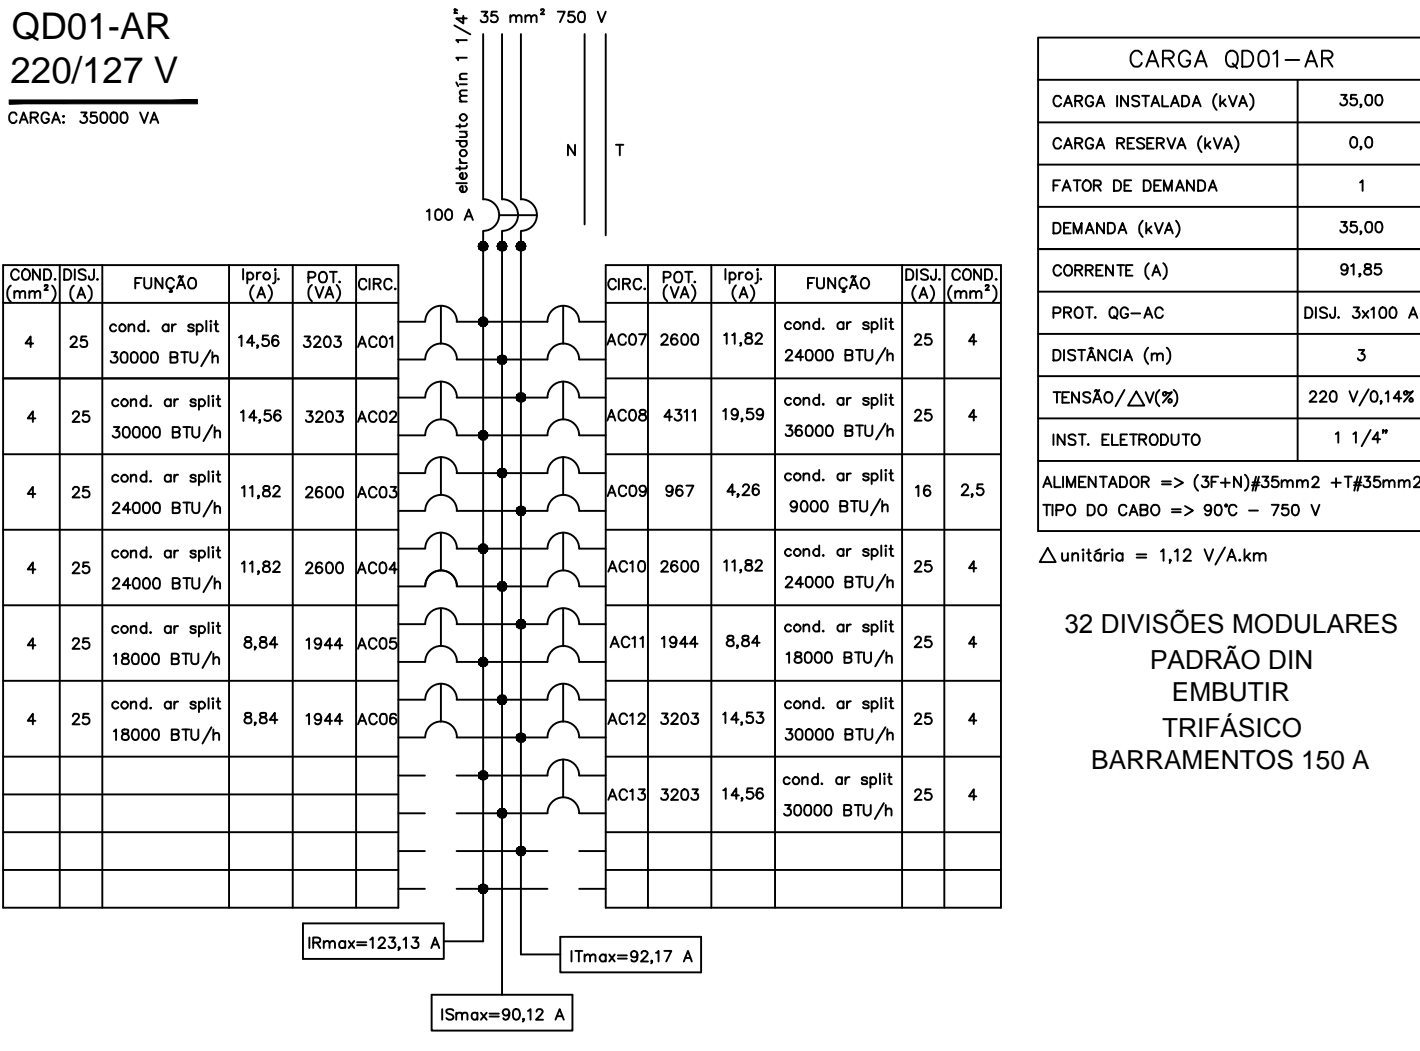 QD01-AR
220/127 V
CARGA: 35000 VA
eletroduto mín 1 1/4"
35 mm² 750 V
N T
100 A
COND. (mm²) DISJ. (A) FUNÇÃO Iproj. (A) POT. (VA) CIRC.
4 25 cond. ar split 30000 BTU/h 14,56 3203 AC01
4 25 cond. ar split 30000 BTU/h 14,56 3203 AC02
4 25 cond. ar split 24000 BTU/h 11,82 2600 AC03
4 25 cond. ar split 24000 BTU/h 11,82 2600 AC04
4 25 cond. ar split 18000 BTU/h 8,84 1944 AC05
4 25 cond. ar split 18000 BTU/h 8,84 1944 AC06
CIRC. POT. (VA) Iproj. (A) FUNÇÃO DISJ. (A) COND. (mm²)
AC07 2600 11,82 cond. ar split 24000 BTU/h 25 4
AC08 4311 19,59 cond. ar split 36000 BTU/h 25 4
AC09 967 4,26 cond. ar split 9000 BTU/h 16 2,5
AC10 2600 11,82 cond. ar split 24000 BTU/h 25 4
AC11 1944 8,84 cond. ar split 18000 BTU/h 25 4
AC12 3203 14,53 cond. ar split 30000 BTU/h 25 4
AC13 3203 14,56 cond. ar split 30000 BTU/h 25 4
IRmax=123,13 A
ITmax=92,17 A
ISmax=90,12 A
CARGA QD01-AR
CARGA INSTALADA (kVA) 35,00
CARGA RESERVA (kVA) 0,0
FATOR DE DEMANDA 1
DEMANDA (kVA) 35,00
CORRENTE (A) 91,85
PROT. QG-AC DISJ. 3x100 A
DISTÂNCIA (m) 3
TENSÃO/△V(%) 220 V/0,14%
INST. ELETRODUTO 1 1/4"
ALIMENTADOR => (3F+N)#35mm2 +T#35mm2
TIPO DO CABO => 90°C - 750 V
△unitária = 1,12 V/A.km
32 DIVISÕES MODULARES
PADRÃO DIN
EMBUTIR
TRIFÁSICO
BARRAMENTOS 150 A